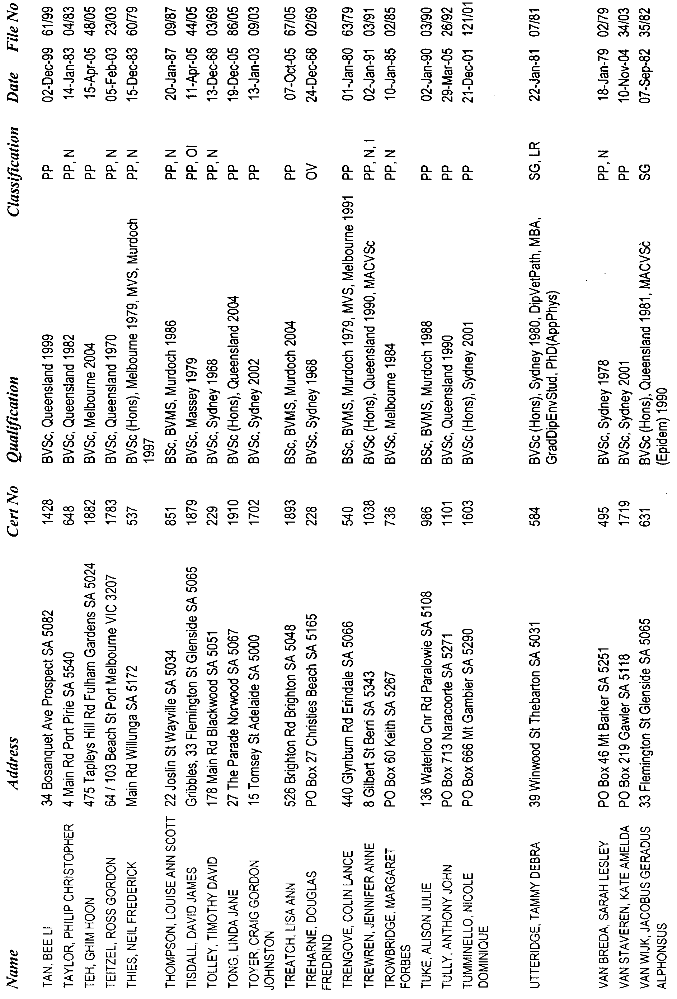 Name Address Cert No Qualification Classification Date File No
TAN, BEE LI 34 Bosanquet Ave Prospect SA 5082 1428 BVSc, Queensland 1999 PP 02-Dec-99 61/99
TAYLOR, PHILIP CHRISTOPHER 4 Main Rd Port Pirie SA 5540 648 BVSc, Queensland 1982 PP, N 14-Jan-83 04/83
TEH, GHIM HOON 475 Tapleys Hill Rd Fulham Gardens SA 5024 1882 BVSc, Melbourne 2004 PP 15-Apr-05 48/05
TEITZEL, ROSS GORDON 64 / 103 Beach St Port Melbourne VIC 3207 1783 BVSc, Queensland 1970 PP, N 05-Feb-03 23/03
THIES, NEIL FREDERICK Main Rd Willunga SA 5172 537 BVSc (Hons), Melbourne 1979, MVS, Murdoch PP, N 15-Dec-83 60/79
1997
THOMPSON, LOUISE ANN SCOTT 22 Joslin St Wayville SA 5034 851 BSc, BVMS, Murdoch 1986 PP, N 20-Jan-87 09/87
TISDALL, DAVID JAMES Gribbles, 33 Flemington St Glenside SA 5065 1879 BVSc, Massey 1979 PP, OI 11-Apr-05 44/05
TOLLEY, TIMOTHY DAVID 178 Main Rd Blackwood SA 5051 229 BVSc, Sydney 1968 PP, N 13-Dec-68 03/69
TONG, LINDA JANE 27 The Parade Norwood SA 5067 1910 BVSc (Hons), Queensland 2004 PP 19-Dec-05 86/05
TOYER, CRAIG GORDON 15 Tomsey St Adelaide SA 5000 1702 BVSc, Sydney 2002 PP 13-Jan-03 09/03
JOHNSTON
TREATCH, LISA ANN 526 Brighton Rd Brighton SA 5048 1893 BSc, BVMS, Murdoch 2004 PP 07-Oct-05 67/05
TREHARNE, DOUGLAS PO Box 27 Christies Beach SA 5165 228 BVSc, Sydney 1968 OV 24-Dec-68 02/69
FREDRIND
TRENGOVE, COLIN LANCE 440 Glynburn Rd Erindale SA 5066 540 BSc, BVMS, Murdoch 1979, MVS, Melbourne 1991 PP 01-Jan-80 63/79
TREWREN, JENNIFER ANNE 8 Gilbert St Berri SA 5343 1038 BVSc (Hons), Queensland 1990, MACVSc PP, N, I 02-Jan-91 03/91
TROWBRIDGE, MARGARET PO Box 60 Keith SA 5267 736 BVSc, Melbourne 1984 PP, N 10-Jan-85 02/85
FORBES
TUKE, ALISON JULIE 136 Waterloo Cnr Rd Paralowie SA 5108 986 BSc, BVMS, Murdoch 1988 PP 02-Jan-90 03/90
TULLY, ANTHONY JOHN PO Box 713 Naracoorte SA 5271 1101 BVSc, Queensland 1990 PP 29-Mar-05 26/92
TUMMINELLO, NICOLE PO Box 666 Mt Gambier SA 5290 1603 BVSc (Hons), Sydney 2001 PP 21-Dec-01 121/01
DOMINIQUE
UTTERIDGE, TAMMY DEBRA 39 Winwood St Thebarton SA 5031 584 BVSc (Hons), Sydney 1980, DipVetPath, MBA, SG, LR 22-Jan-81 07/81
GradDipEnvStud, PhD(AppPhys)
VAN BREDA, SARAH LESLEY PO Box 46 Mt Barker SA 5251 495 BVSc, Sydney 1978 PP, N 18-Jan-79 02/79
VAN STAVEREN, KATE AMELDA PO Box 219 Gawler SA 5118 1719 BVSc, Sydney 2001 PP 10-Nov-04 34/03
VAN WIJK, JACOBUS GERADUS 33 Flemington St Glenside SA 5065 631 BVSc (Hons), Queensland 1981, MACVSc SG 07-Sep-82 35/82
ALPHONSUS (Epidem) 1990